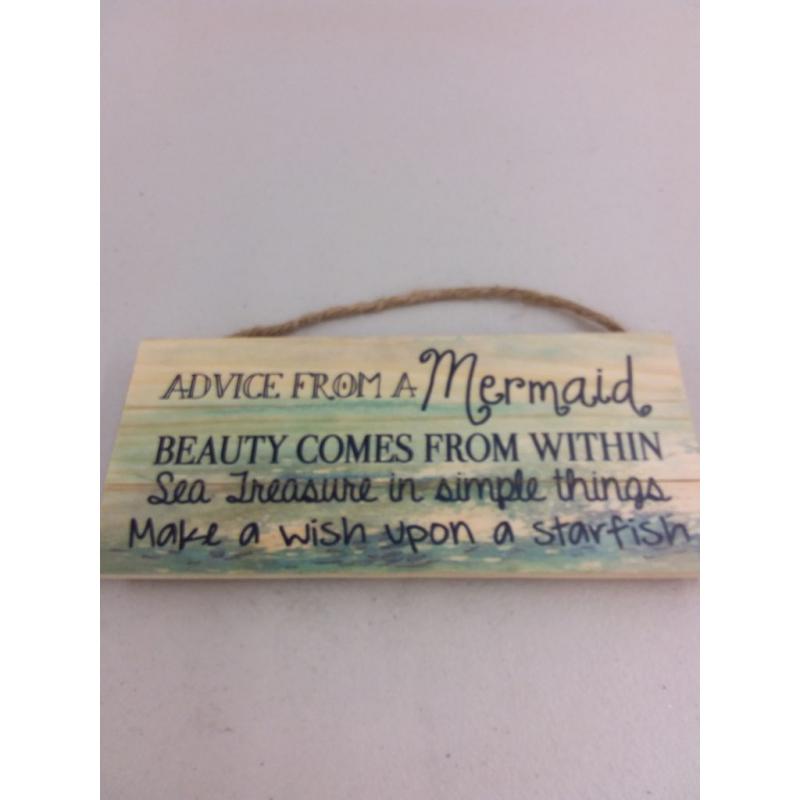 ADVICE FROM A Mermaid
BEAUTY COMES FROM WITHIN
Sea Treasure in simple things
Make a wish upon a starfish